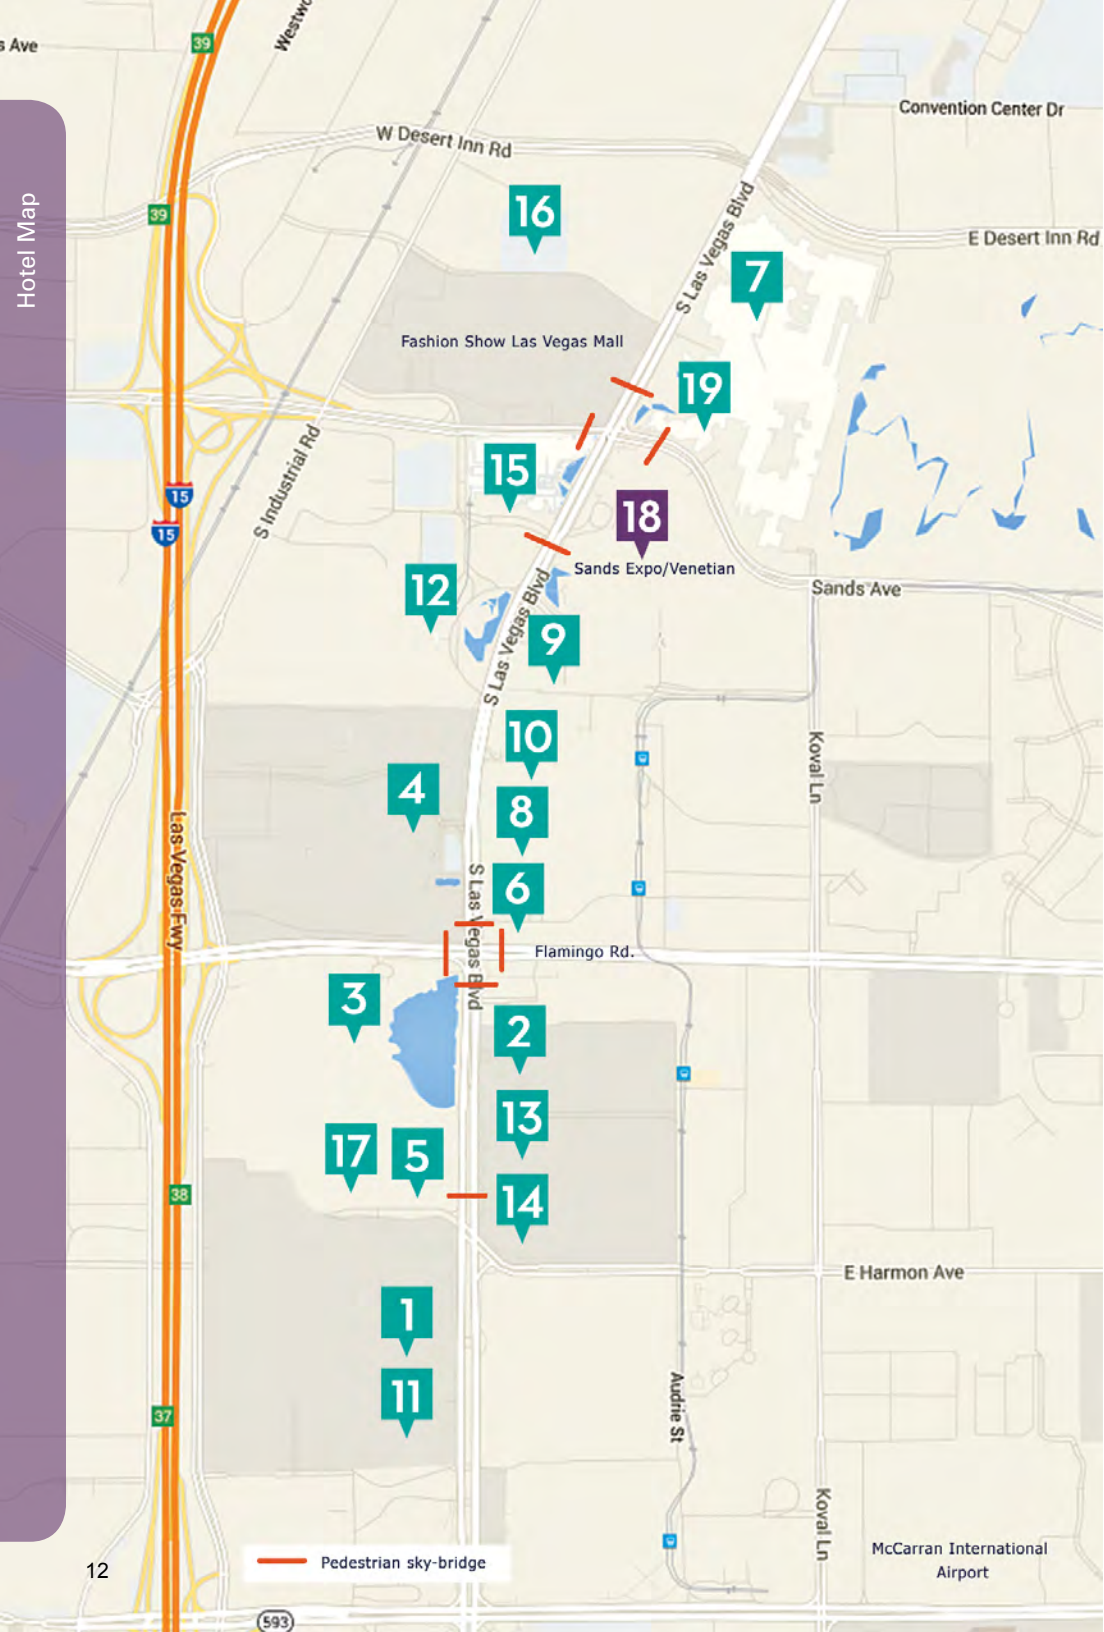 s Ave
39
Westwo
Convention Center Dr
W Desert Inn Rd
Hotel Map
39
16
S Las Vegas Blvd
E Desert Inn Rd
7
Fashion Show Las Vegas Mall
19
S Industrial Rd
15
15
15
18
Sands Expo/Venetian
Sands Ave
12
S Las Vegas Blvd
9
10
Koval Ln
4
8
Las Vegas Fwy
S Las Vegas Blvd
6
Flamingo Rd.
3
2
13
17
5
38
14
E Harmon Ave
1
11
Audrie St
37
Koval Ln
McCarran International
Airport
Pedestrian sky-bridge
12
593